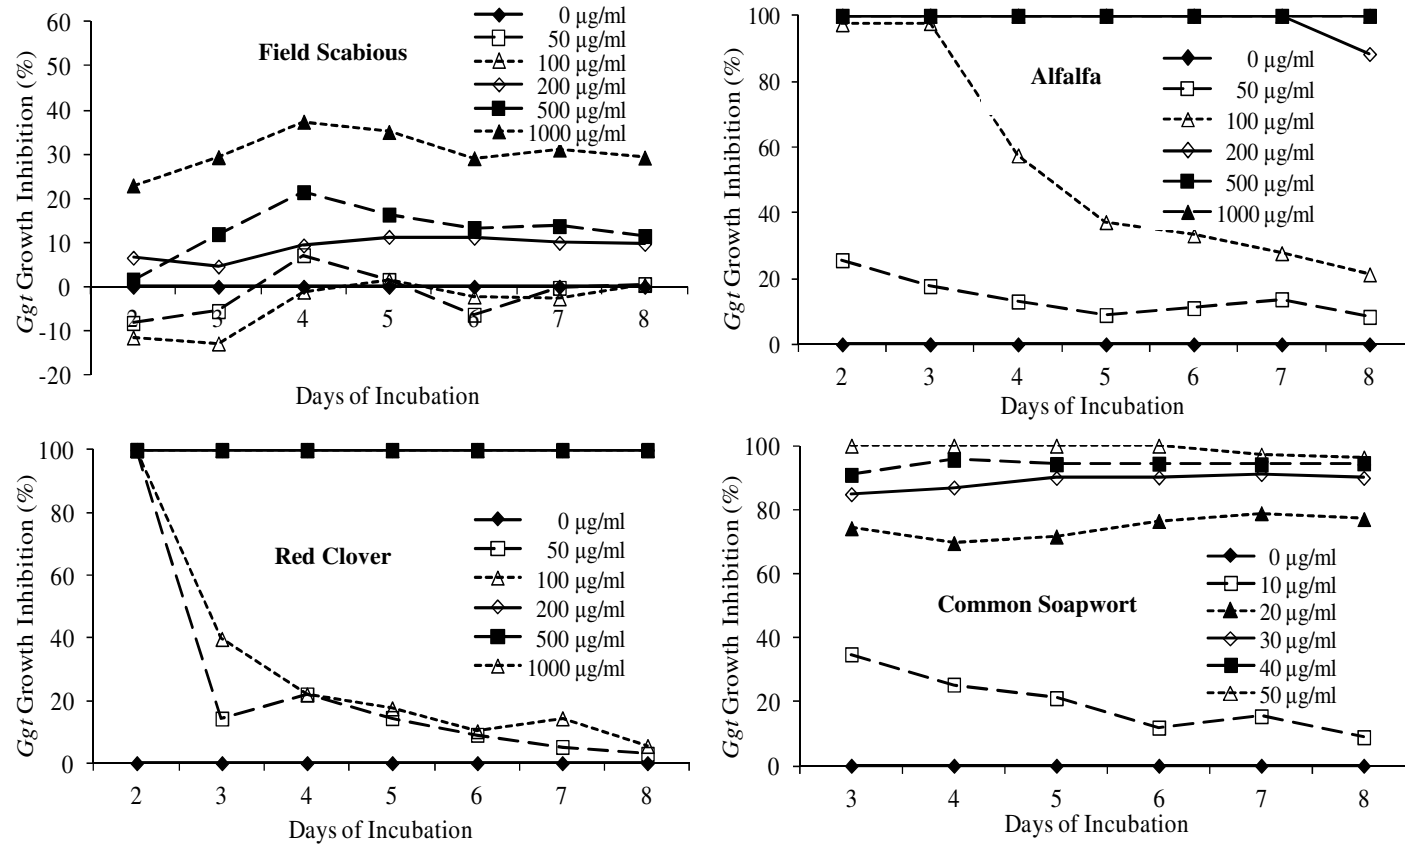 Ggt Growth Inhibition (%)
60
50
40
30
20
10
0
-10
-20
Field Scabious
0 µg/ml
50 µg/ml
100 µg/ml
200 µg/ml
500 µg/ml
1000 µg/ml
2 3 4 5 6 7 8
Days of Incubation
Ggt Growth Inhibition (%)
100
80
60
40
20
0
Alfalfa
0 µg/ml
50 µg/ml
100 µg/ml
200 µg/ml
500 µg/ml
1000 µg/ml
2 3 4 5 6 7 8
Days of Incubation
Ggt Growth Inhibition (%)
100
80
60
40
20
0
Red Clover
0 µg/ml
50 µg/ml
100 µg/ml
200 µg/ml
500 µg/ml
1000 µg/ml
2 3 4 5 6 7 8
Days of Incubation
Ggt Growth Inhibition (%)
100
80
60
40
20
0
Common Soapwort
0 µg/ml
10 µg/ml
20 µg/ml
30 µg/ml
40 µg/ml
50 µg/ml
3 4 5 6 7 8
Days of Incubation